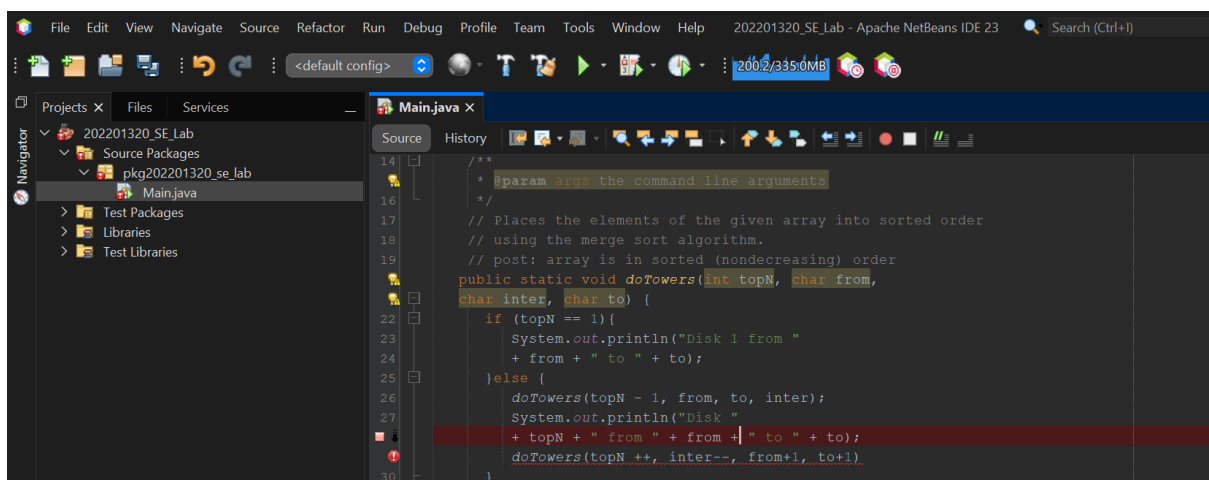 File Edit View Navigate Source Refactor Run Debug Profile Team Tools Window Help 202201320_SE_Lab - Apache NetBeans IDE 23 Search (Ctrl+I)
<default config> 200.2/335.0MB
Projects Files Services
Main.java
Navigator
Source History
202201320_SE_Lab
Source Packages
pkg202201320_se_lab
Main.java
Test Packages
Libraries
Test Libraries
14 /**
* @param args the command line arguments
16 */
17 // Places the elements of the given array into sorted order
18 // using the merge sort algorithm.
19 // post: array is in sorted (nondecreasing) order
public static void doTowers(int topN, char from,
char inter, char to) {
22 if (topN == 1){
23 System.out.println("Disk 1 from "
24 + from + " to " + to);
25 }else {
26 doTowers(topN - 1, from, to, inter);
27 System.out.println("Disk "
+ topN + " from " + from + " to " + to);
doTowers(topN ++, inter--, from+1, to+1)
30 }